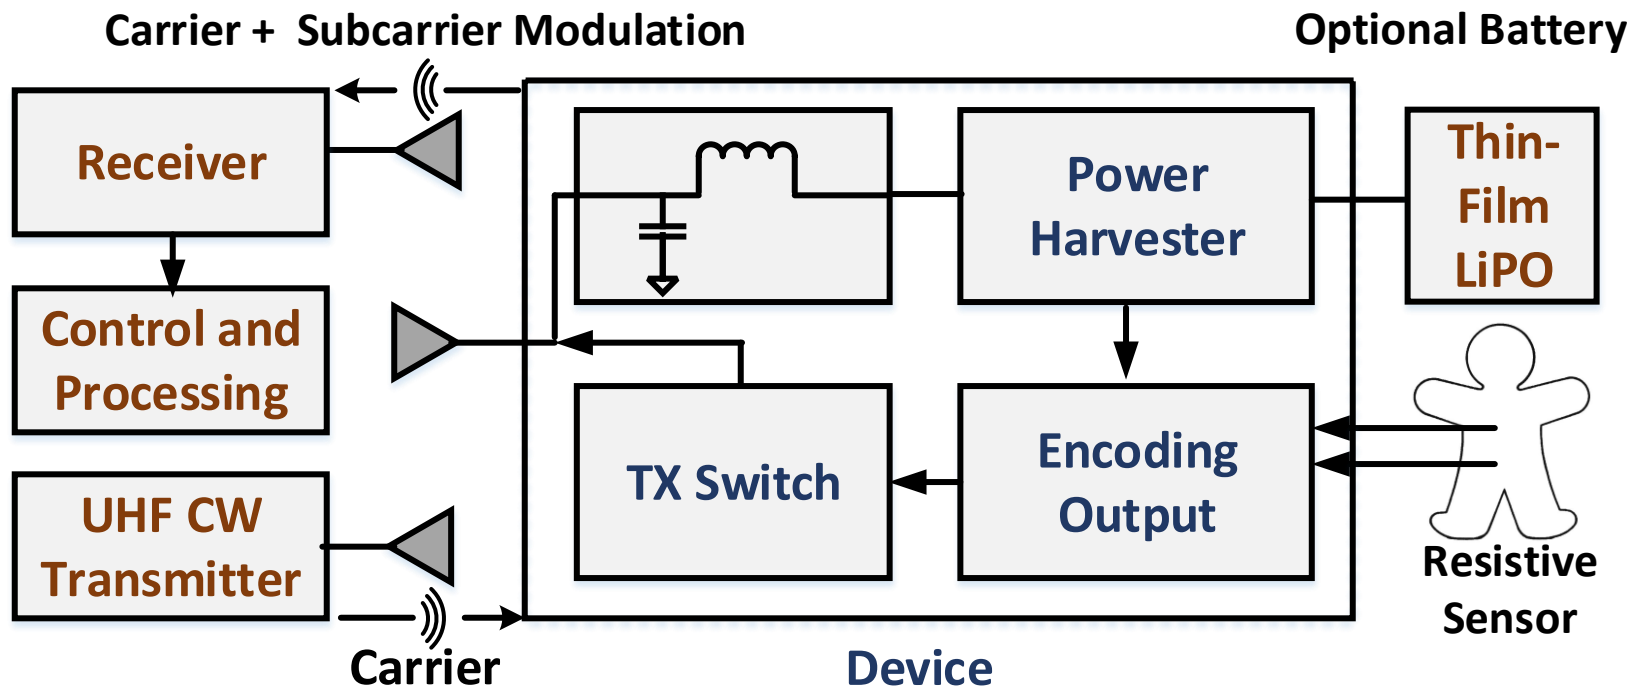 Carrier + Subcarrier Modulation
Optional Battery
Receiver
Power
Harvester
Thin-
Film
LiPO
Control and
Processing
TX Switch
Encoding
Output
UHF CW
Transmitter
Resistive
Sensor
Carrier
Device